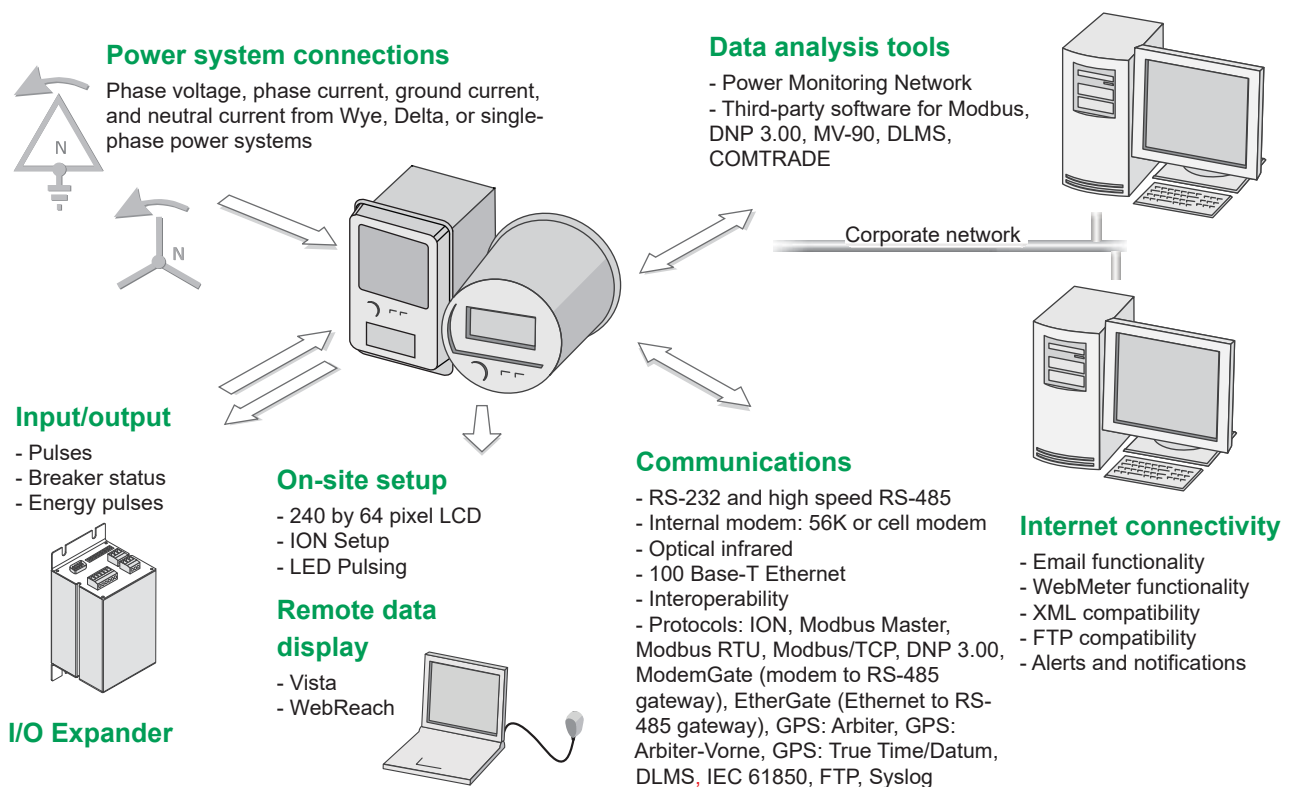 Power system connections
Phase voltage, phase current, ground current,
and neutral current from Wye, Delta, or single-
phase power systems
N
N
Data analysis tools
- Power Monitoring Network
- Third-party software for Modbus,
DNP 3.00, MV-90, DLMS,
COMTRADE
Corporate network
Input/output
- Pulses
- Breaker status
- Energy pulses
I/O Expander
On-site setup
- 240 by 64 pixel LCD
- ION Setup
- LED Pulsing
Remote data
display
- Vista
- WebReach
Communications
- RS-232 and high speed RS-485
- Internal modem: 56K or cell modem
- Optical infrared
- 100 Base-T Ethernet
- Interoperability
- Protocols: ION, Modbus Master,
Modbus RTU, Modbus/TCP, DNP 3.00,
ModemGate (modem to RS-485
gateway), EtherGate (Ethernet to RS-
485 gateway), GPS: Arbiter, GPS:
Arbiter-Vorne, GPS: True Time/Datum,
DLMS, IEC 61850, FTP, Syslog
Internet connectivity
- Email functionality
- WebMeter functionality
- XML compatibility
- FTP compatibility
- Alerts and notifications